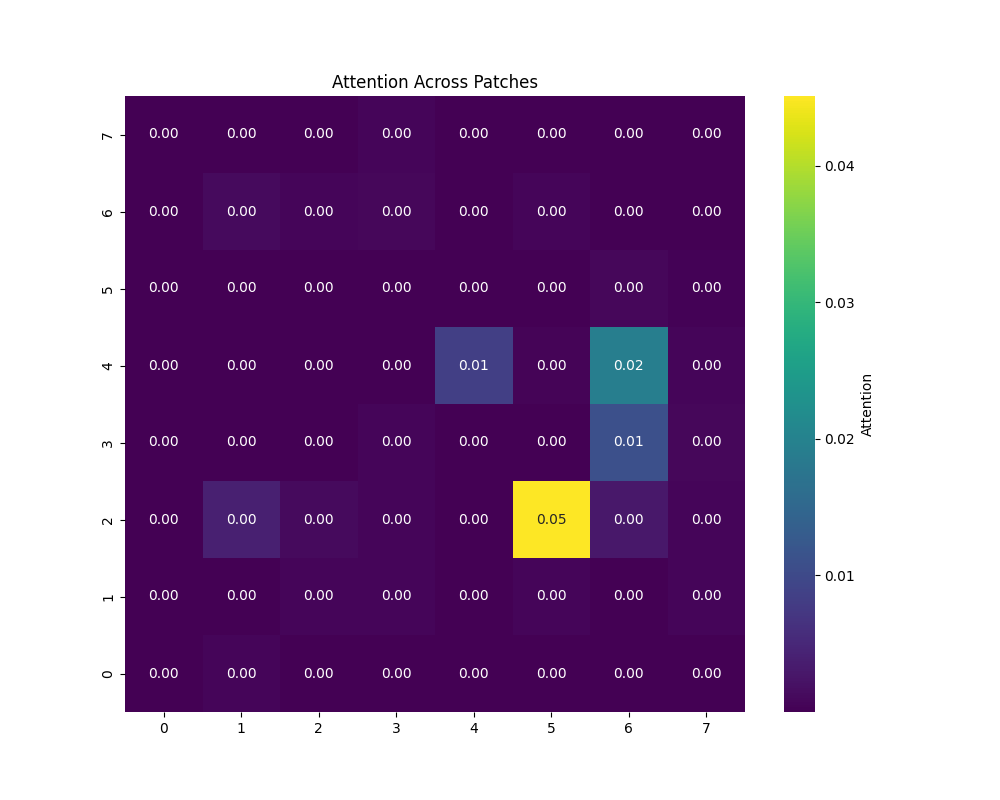 Attention Across Patches
7 0.00 0.00 0.00 0.00 0.00 0.00 0.00 0.00
0.04
6 0.00 0.00 0.00 0.00 0.00 0.00 0.00 0.00
5 0.00 0.00 0.00 0.00 0.00 0.00 0.00 0.00
0.03
4 0.00 0.00 0.00 0.00 0.01 0.00 0.02 0.00
Attention
3 0.00 0.00 0.00 0.00 0.00 0.00 0.01 0.00
0.02
2 0.00 0.00 0.00 0.00 0.00 0.05 0.00 0.00
0.01
1 0.00 0.00 0.00 0.00 0.00 0.00 0.00 0.00
0 0.00 0.00 0.00 0.00 0.00 0.00 0.00 0.00
0 1 2 3 4 5 6 7